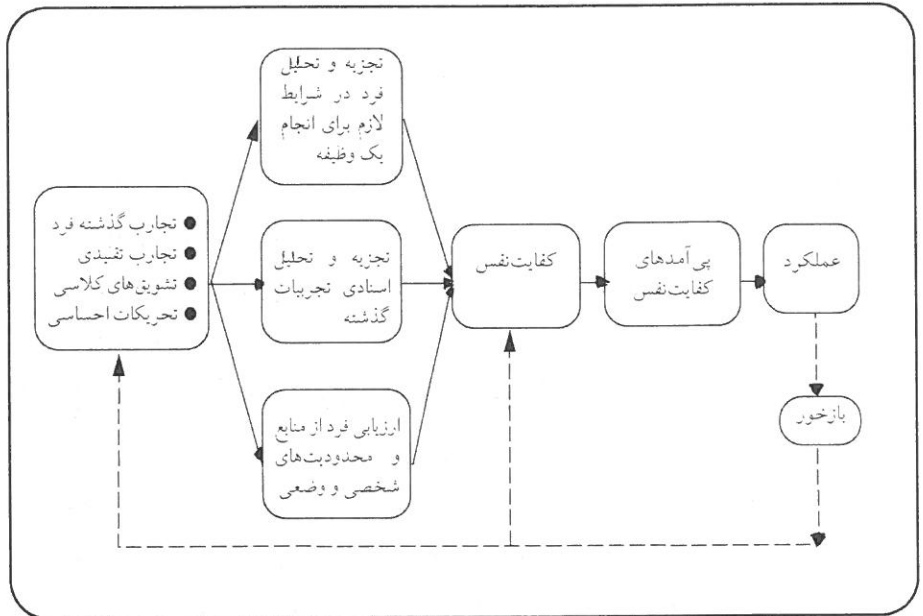 تجزیه و تحلیل
فرد در شرایط
لازم برای انجام
یک وظیفه
تجارب گذشته فرد
تجارب تقلیدی
تشویق‌های کلاسی
تحریکات احساسی
تجزیه و تحلیل
اسنادی تجربیات
گذشته
ارزیابی فرد از منابع
و محدودیت‌های
شخصی و وضعی
کفایت‌نفس
پی‌آمدهای
کفایت‌نفس
عملکرد
بازخور